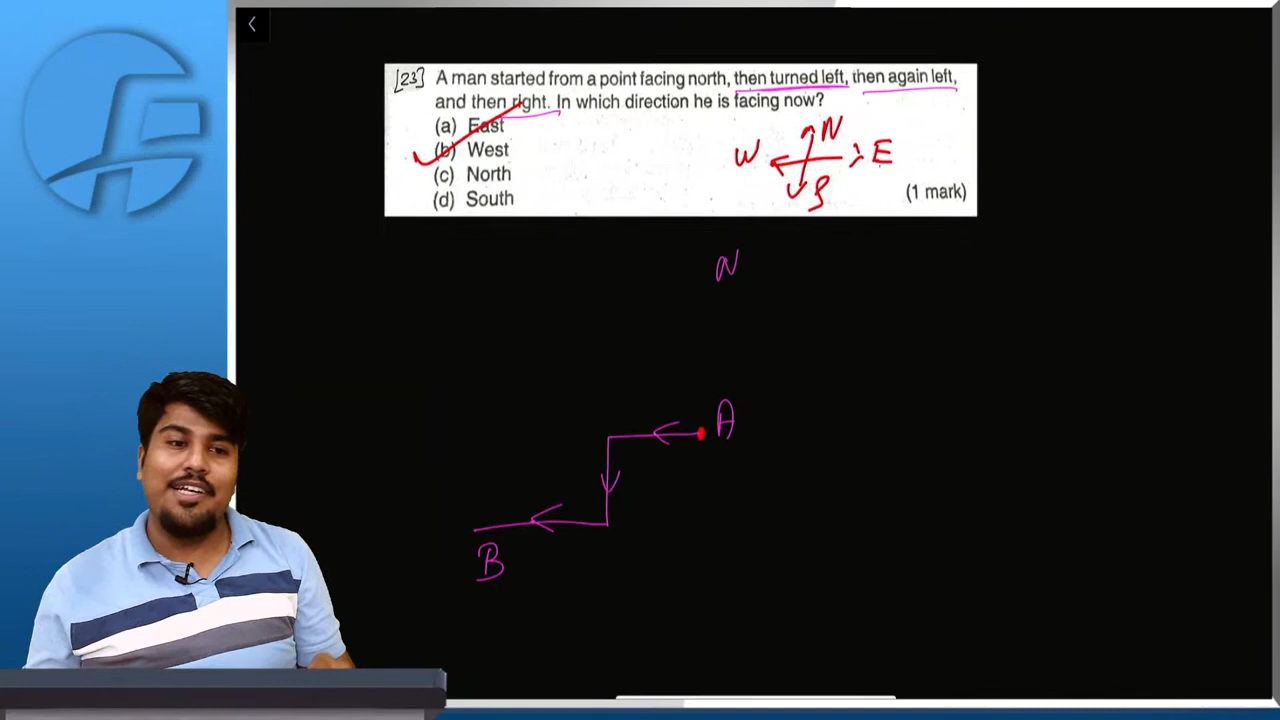 [23] A man started from a point facing north, then turned left, then again left,
and then right. In which direction he is facing now?
(a) East
(b) West
(c) North
(d) South
(1 mark)
N
W E
S
N
A
B